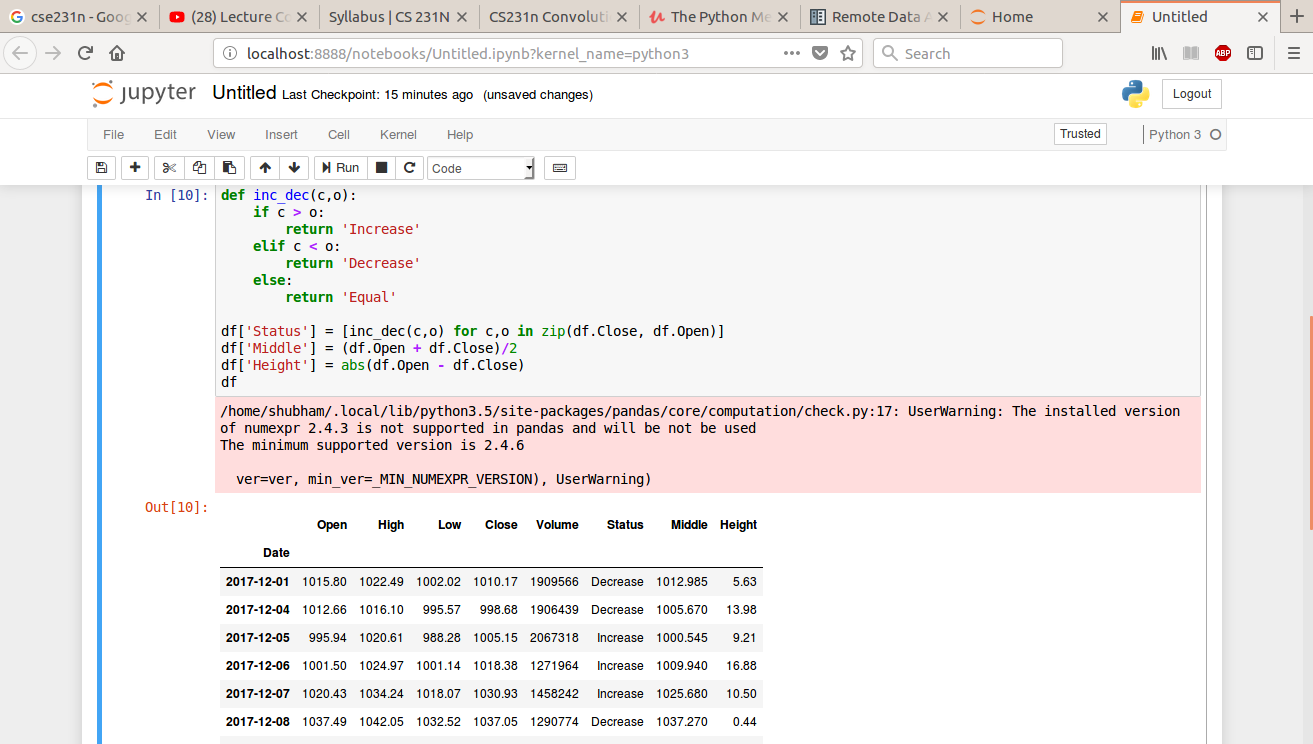 cse231n - Goog
(28) Lecture Co
Syllabus | CS 231N
CS231n Convoluti
The Python Me
Remote Data A
Home
Untitled
localhost:8888/notebooks/Untitled.ipynb?kernel_name=python3
Search
ABP
jupyter Untitled Last Checkpoint: 15 minutes ago (unsaved changes)
Logout
File Edit View Insert Cell Kernel Help
Trusted
Python 3
Run
Code
In [10]:
def inc_dec(c,o):
    if c > o:
        return 'Increase'
    elif c < o:
        return 'Decrease'
    else:
        return 'Equal'
df['Status'] = [inc_dec(c,o) for c,o in zip(df.Close, df.Open)]
df['Middle'] = (df.Open + df.Close)/2
df['Height'] = abs(df.Open - df.Close)
df
/home/shubham/.local/lib/python3.5/site-packages/pandas/core/computation/check.py:17: UserWarning: The installed version
of numexpr 2.4.3 is not supported in pandas and will be not be used
The minimum supported version is 2.4.6
  ver=ver, min_ver=_MIN_NUMEXPR_VERSION), UserWarning)
Out[10]:
Open High Low Close Volume Status Middle Height
Date
2017-12-01 1015.80 1022.49 1002.02 1010.17 1909566 Decrease 1012.985 5.63
2017-12-04 1012.66 1016.10 995.57 998.68 1906439 Decrease 1005.670 13.98
2017-12-05 995.94 1020.61 988.28 1005.15 2067318 Increase 1000.545 9.21
2017-12-06 1001.50 1024.97 1001.14 1018.38 1271964 Increase 1009.940 16.88
2017-12-07 1020.43 1034.24 1018.07 1030.93 1458242 Increase 1025.680 10.50
2017-12-08 1037.49 1042.05 1032.52 1037.05 1290774 Decrease 1037.270 0.44